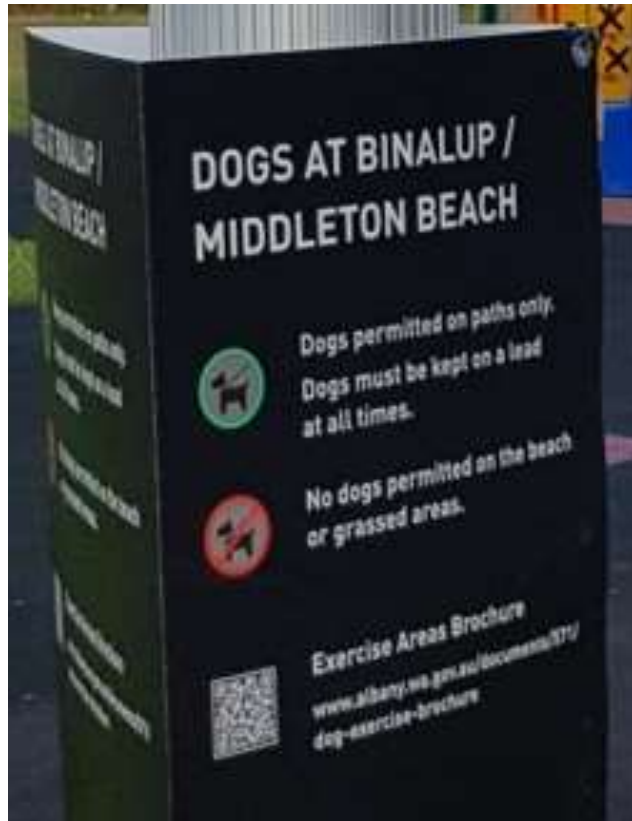 DOGS AT BINALUP /
MIDDLETON BEACH
Dogs permitted on paths only.
Dogs must be kept on a lead
at all times.
No dogs permitted on the beach
or grassed areas.
Exercise Areas Brochure
www.albany.wa.gov.au/documents/571/
dog-exercise-brochure